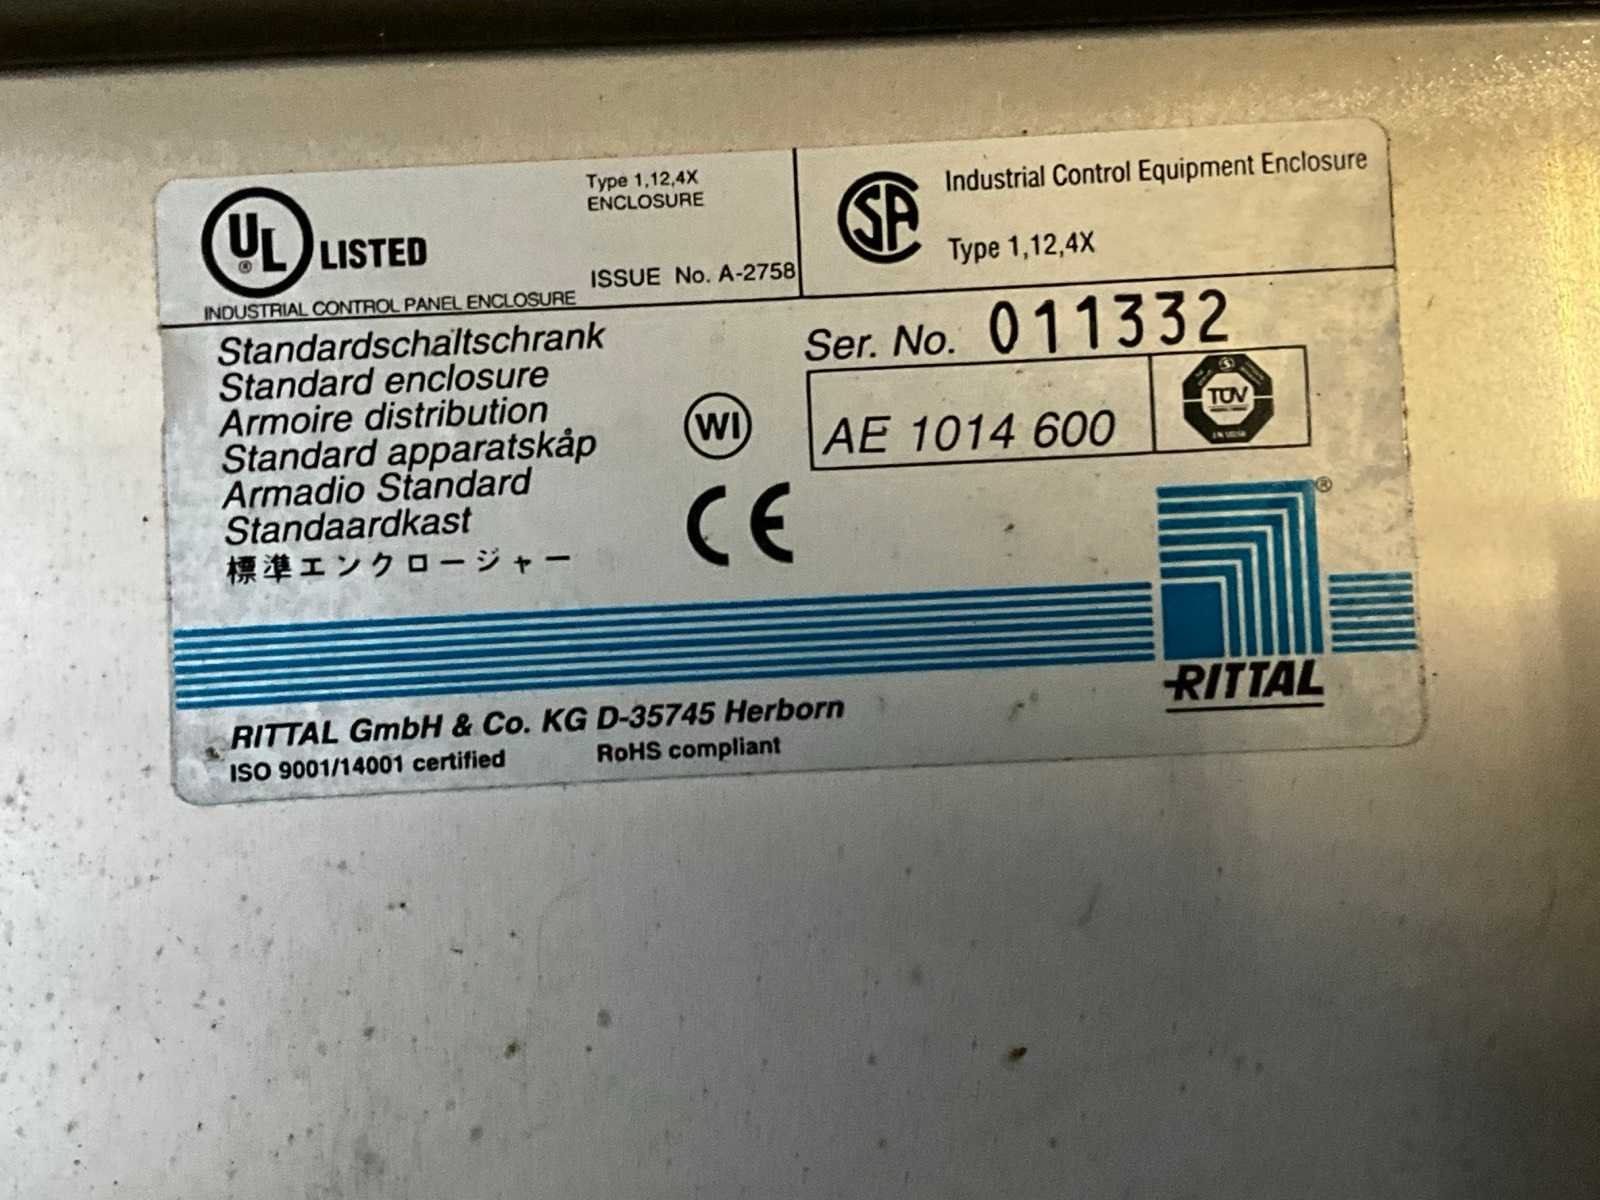 UL® LISTED
INDUSTRIAL CONTROL PANEL ENCLOSURE
Type 1,12,4X
ENCLOSURE
ISSUE No. A-2758
Industrial Control Equipment Enclosure
Type 1,12,4X
Standardschaltschrank
Standard enclosure
Armoire distribution
Standard apparatskåp
Armadio Standard
Standaardkast
標準エンクロージャー
WI
CE
Ser. No. 011332
AE 1014 600
TÜV
®
RITTAL
RITTAL GmbH & Co. KG D-35745 Herborn
ISO 9001/14001 certified RoHS compliant